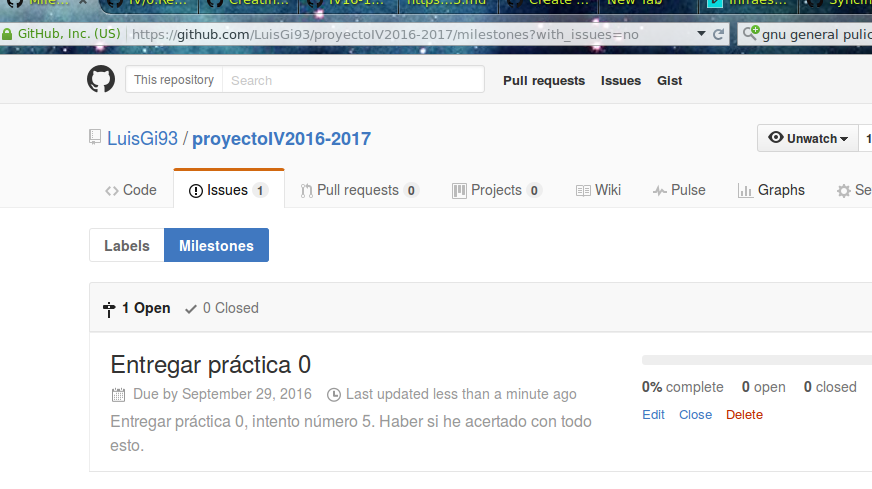 Mile...
IV/0.Re
Creatin
IV16-1
https...5.md
Create
New Tab
Infraes
Syncin
GitHub, Inc. (US) https://github.com/LuisGi93/proyectoIV2016-2017/milestones?with_issues=no gnu general pulic
This repository Search Pull requests Issues Gist
LuisGi93 / proyectoIV2016-2017 Unwatch 1
Code Issues 1 Pull requests 0 Projects 0 Wiki Pulse Graphs Se
Labels Milestones
1 Open 0 Closed
Entregar práctica 0
Due by September 29, 2016 Last updated less than a minute ago
Entregar práctica 0, intento número 5. Haber si he acertado con todo
esto.
0% complete 0 open 0 closed
Edit Close Delete